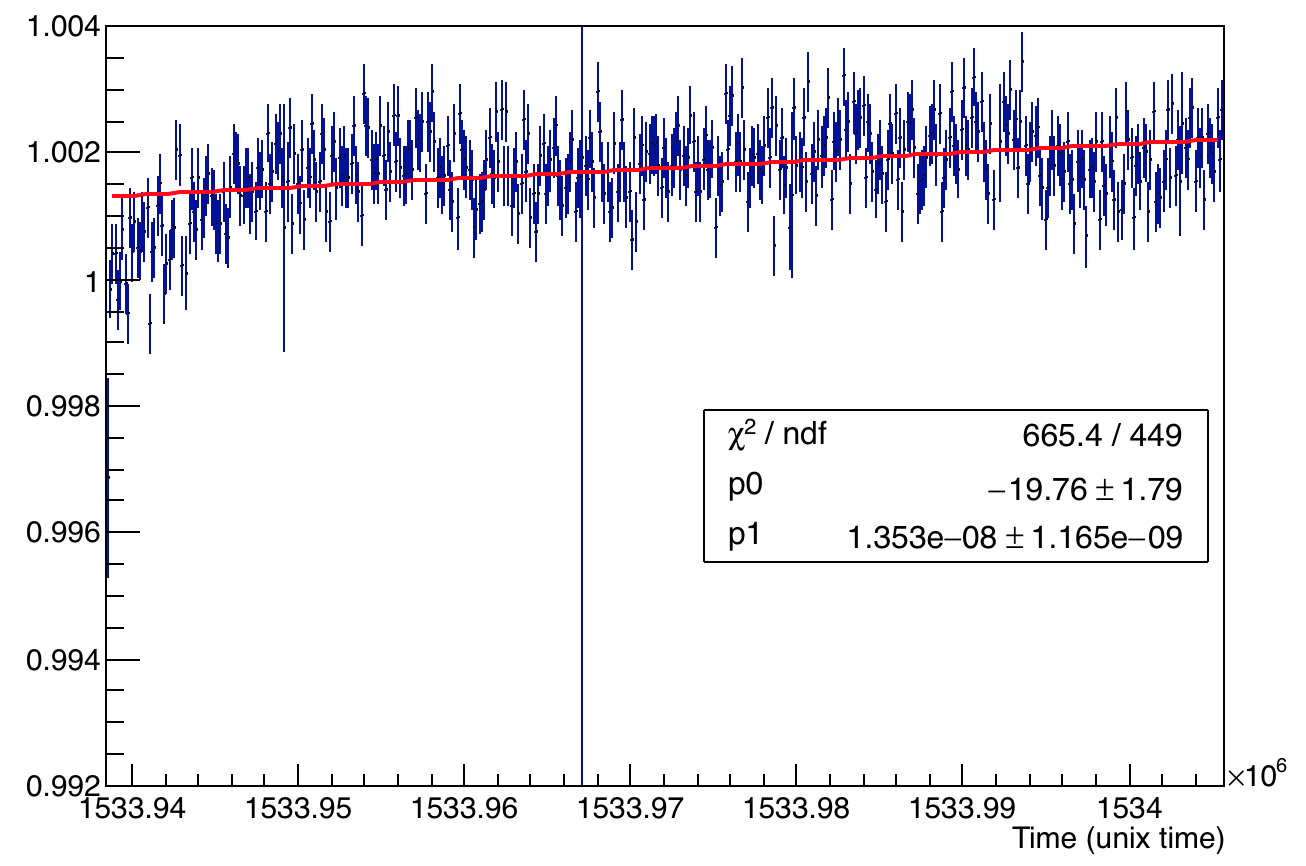 1.004
1.002
1
0.998
0.996
0.994
0.992
χ² / ndf 665.4 / 449
p0 −19.76 ± 1.79
p1 1.353e−08 ± 1.165e−09
1533.94 1533.95 1533.96 1533.97 1533.98 1533.99 1534 ×10⁶
Time (unix time)